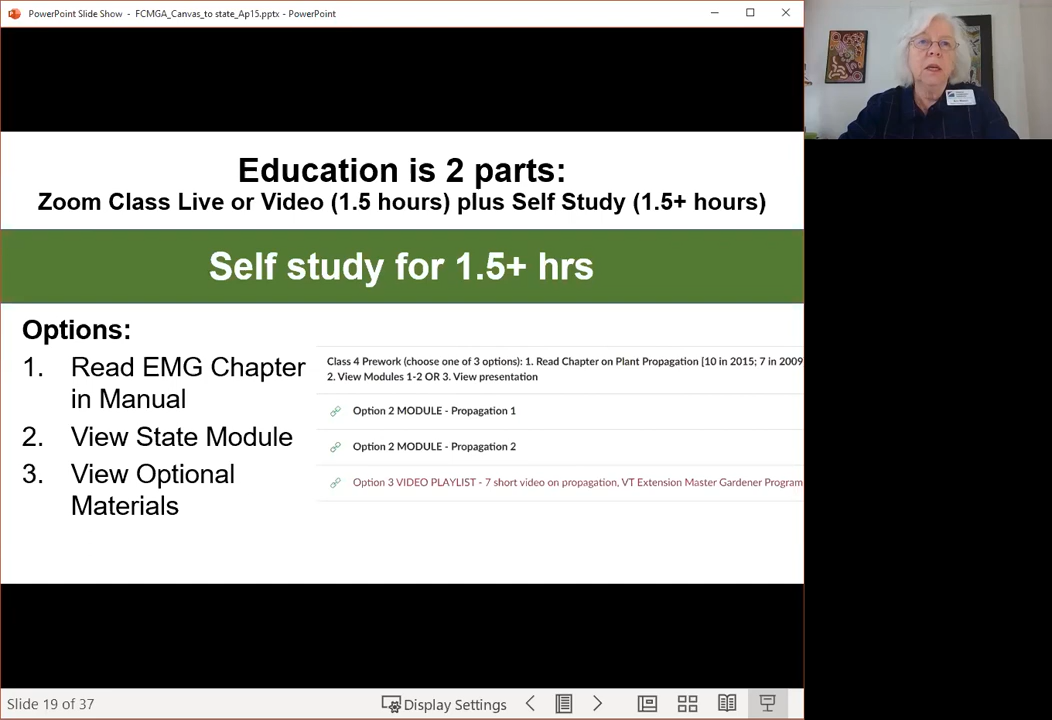 PowerPoint Slide Show - FCMGA_Canvas_to state_Ap15.pptx - PowerPoint
Education is 2 parts:
Zoom Class Live or Video (1.5 hours) plus Self Study (1.5+ hours)
Self study for 1.5+ hrs
Options:
1. Read EMG Chapter
in Manual
2. View State Module
3. View Optional
Materials
Class 4 Prework (choose one of 3 options): 1. Read Chapter on Plant Propagation [10 in 2015; 7 in 2009
2. View Modules 1-2 OR 3. View presentation
Option 2 MODULE - Propagation 1
Option 2 MODULE - Propagation 2
Option 3 VIDEO PLAYLIST - 7 short video on propagation, VT Extension Master Gardener Program
Slide 19 of 37
Display Settings